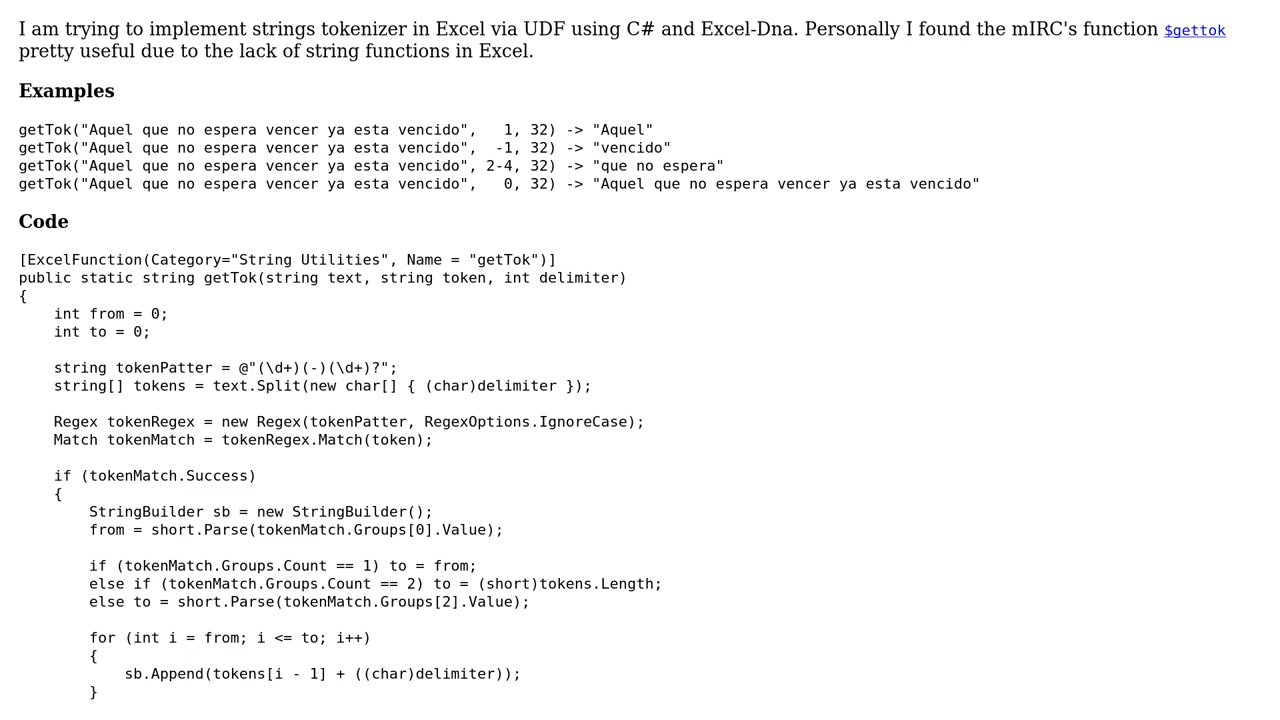 I am trying to implement strings tokenizer in Excel via UDF using C# and Excel-Dna. Personally I found the mIRC's function $gettok
pretty useful due to the lack of string functions in Excel.
Examples
getTok("Aquel que no espera vencer ya esta vencido",   1, 32) -> "Aquel"
getTok("Aquel que no espera vencer ya esta vencido",  -1, 32) -> "vencido"
getTok("Aquel que no espera vencer ya esta vencido", 2-4, 32) -> "que no espera"
getTok("Aquel que no espera vencer ya esta vencido",   0, 32) -> "Aquel que no espera vencer ya esta vencido"
Code
[ExcelFunction(Category="String Utilities", Name = "getTok")]
public static string getTok(string text, string token, int delimiter)
{
    int from = 0;
    int to = 0;

    string tokenPatter = @"(\d+)(-)(\d+)?";
    string[] tokens = text.Split(new char[] { (char)delimiter });

    Regex tokenRegex = new Regex(tokenPatter, RegexOptions.IgnoreCase);
    Match tokenMatch = tokenRegex.Match(token);

    if (tokenMatch.Success)
    {
        StringBuilder sb = new StringBuilder();
        from = short.Parse(tokenMatch.Groups[0].Value);

        if (tokenMatch.Groups.Count == 1) to = from;
        else if (tokenMatch.Groups.Count == 2) to = (short)tokens.Length;
        else to = short.Parse(tokenMatch.Groups[2].Value);

        for (int i = from; i <= to; i++)
        {
            sb.Append(tokens[i - 1] + ((char)delimiter));
        }